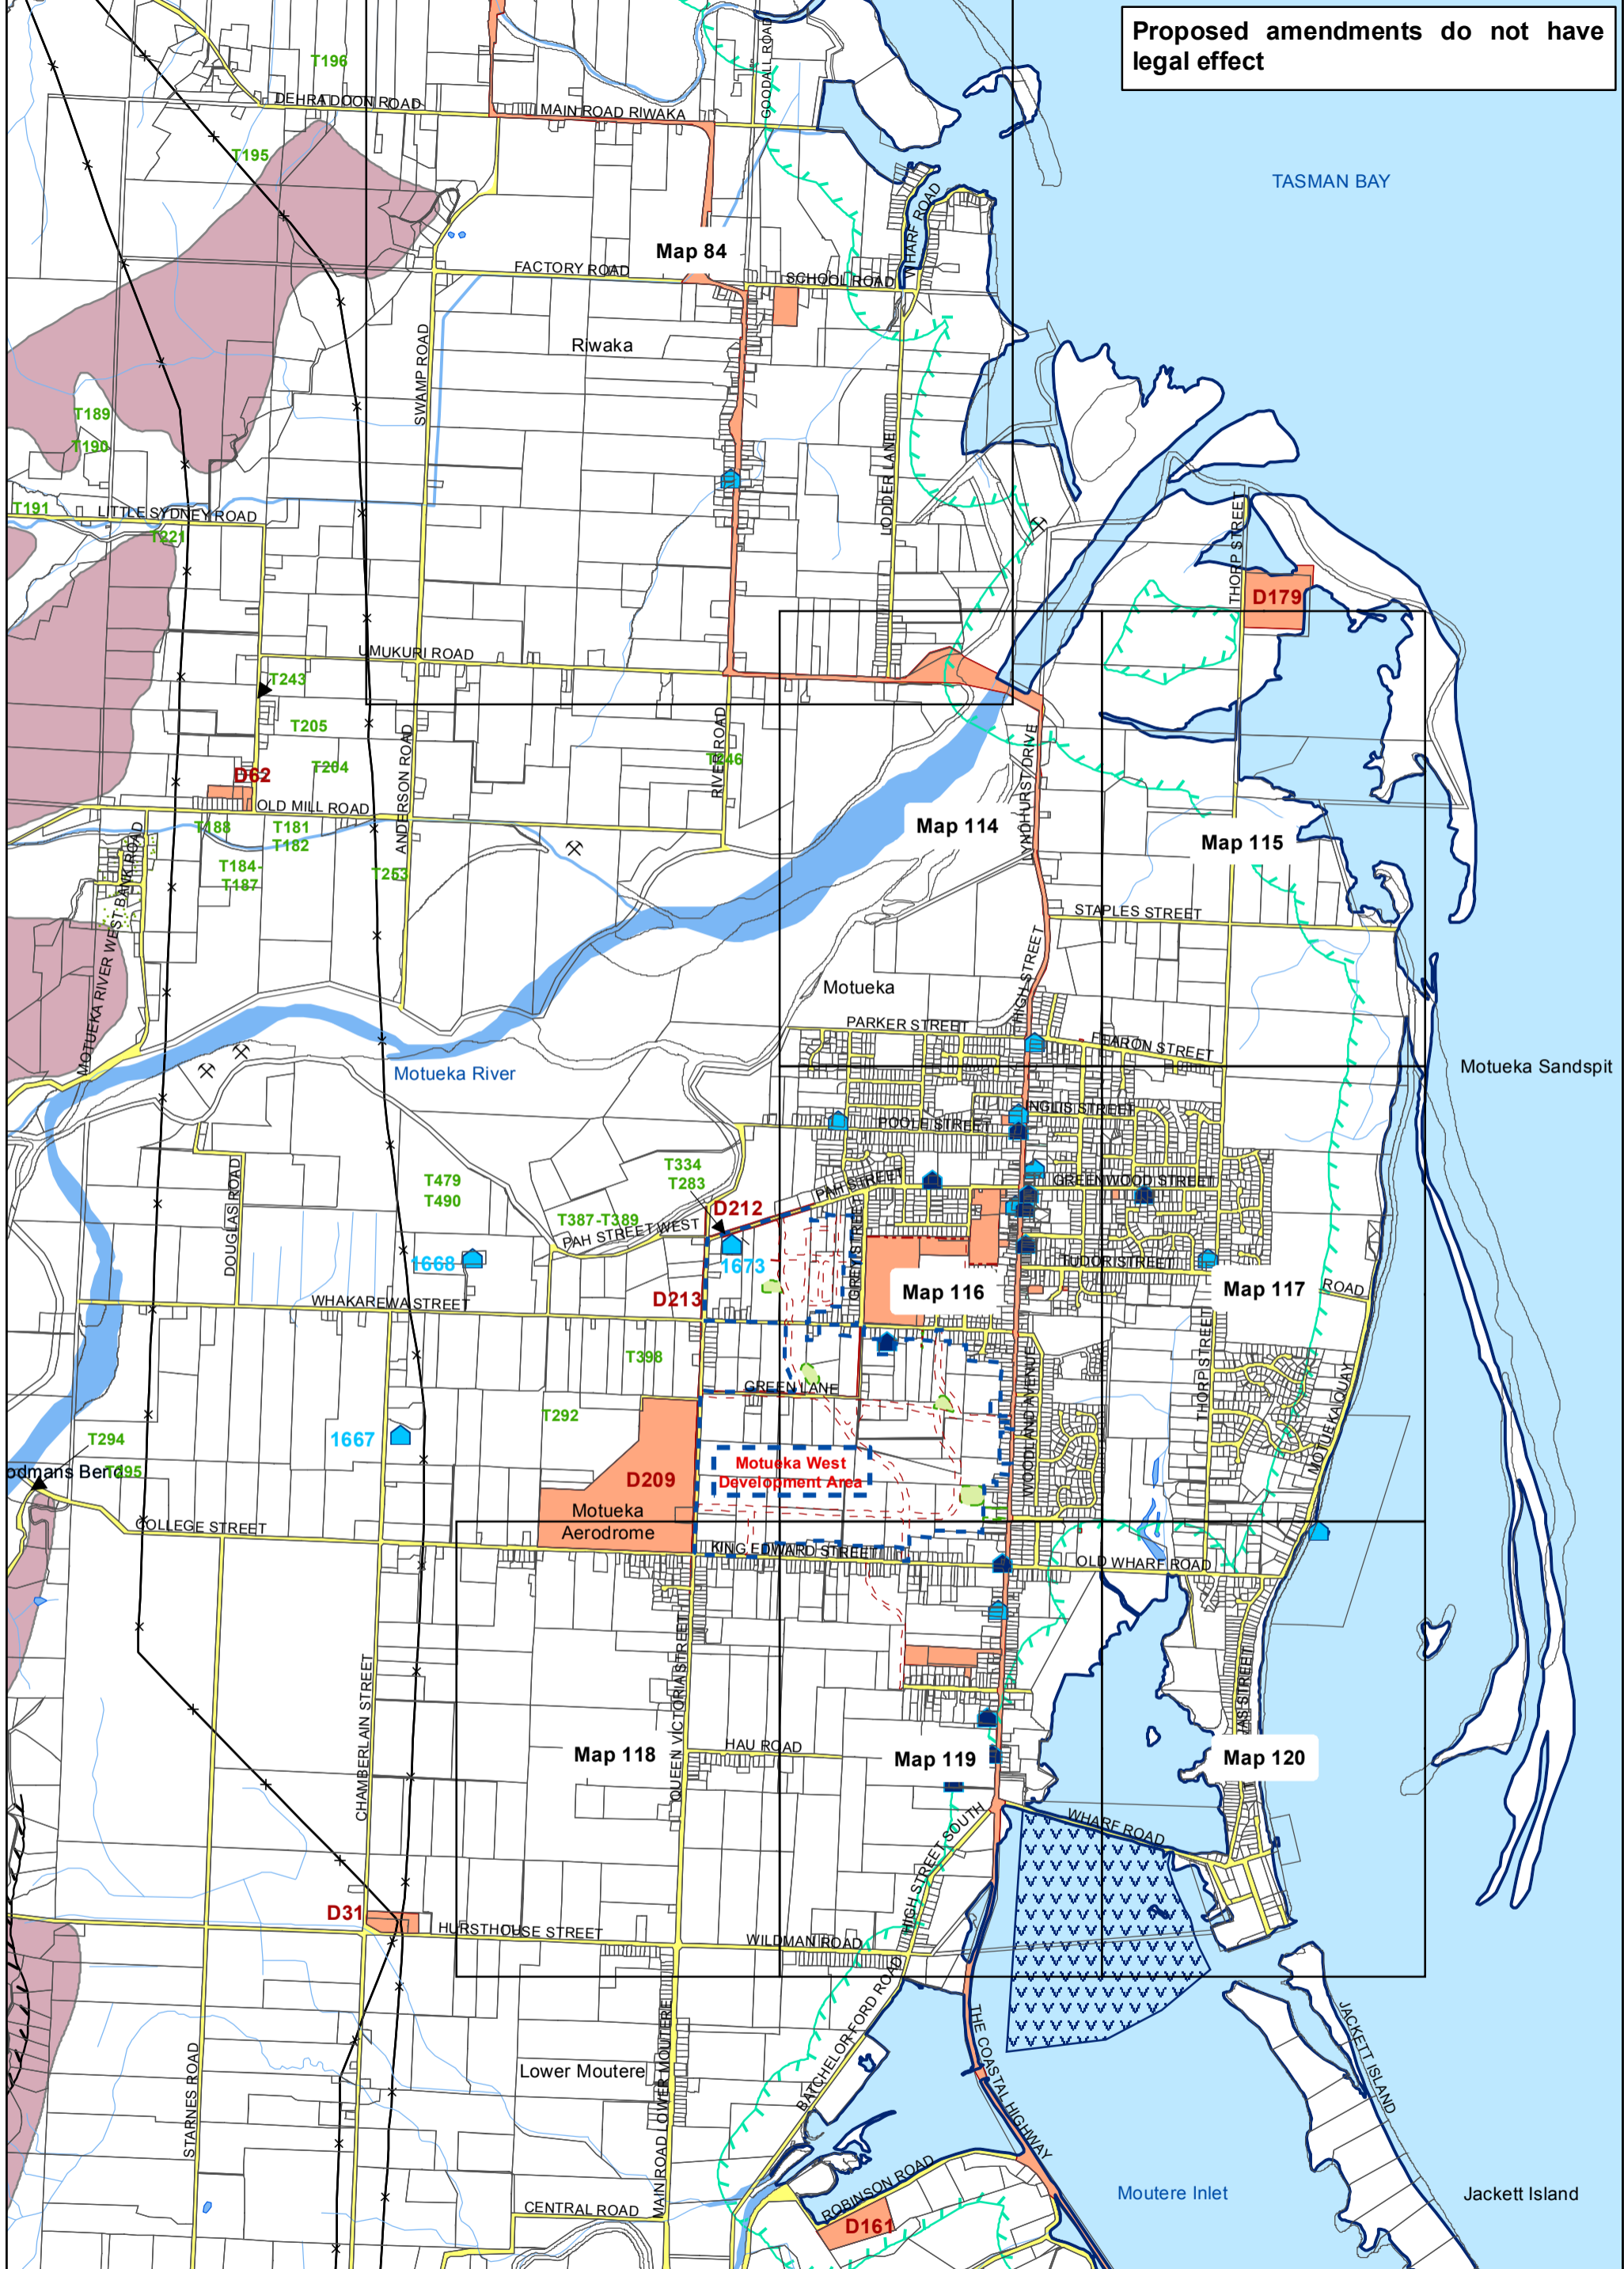 Proposed amendments do not have
legal effect
GOODALL ROAD
T196
DEHRA DOON ROAD
MAIN ROAD RIWAKA
T195
TASMAN BAY
WHARF ROAD
Map 84
FACTORY ROAD
SCHOOL ROAD
Riwaka
SWAMP ROAD
T189
T190
LODDER LANE
T191
LITTLE SYDNEY ROAD
T221
THORP STREET
D179
UMUKURI ROAD
T243
T205
T204
D62
ANDERSON ROAD
RIVER ROAD
T246
LYNDHURST DRIVE
OLD MILL ROAD
T188
T181
T182
Map 114
Map 115
T184-
T187
T253
MOTUEKA RIVER WEST BANK ROAD
STAPLES STREET
HIGH STREET
Motueka
PARKER STREET
FEARON STREET
Motueka River
Motueka Sandspit
INGLIS STREET
POOLE STREET
DOUGLAS ROAD
T479
T490
T334
T283
PAH STREET
GREENWOOD STREET
D212
T387-T389
PAH STREET WEST
1668
1673
GREY STREET
TUDOR STREET
Map 116
Map 117
ROAD
D213
WHAKAREWA STREET
T398
GREEN LANE
WOODLAND AVENUE
THORP STREET
MOTUEKA QUAY
T292
1667
T294
T295
odmans Bend
D209
Motueka West
Development Area
Motueka
Aerodrome
COLLEGE STREET
KING EDWARD STREET
OLD WHARF ROAD
CHAMBERLAIN STREET
QUEEN VICTORIA STREET
HAU ROAD
Map 118
Map 119
Map 120
WHARF ROAD
HIGH STREET SOUTH
D31
HURSTHOUSE STREET
WILDMAN ROAD
BATCHELOR FORD ROAD
THE COASTAL HIGHWAY
JACKETT ISLAND
STARNES ROAD
Lower Moutere
MAIN ROAD LOWER MOUTERE
ROBINSON ROAD
CENTRAL ROAD
D161
Moutere Inlet
Jackett Island